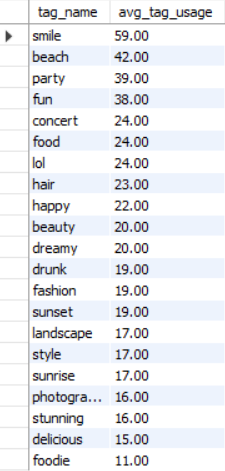 tag_name avg_tag_usage
smile 59.00
beach 42.00
party 39.00
fun 38.00
concert 24.00
food 24.00
lol 24.00
hair 23.00
happy 22.00
beauty 20.00
dreamy 20.00
drunk 19.00
fashion 19.00
sunset 19.00
landscape 17.00
style 17.00
sunrise 17.00
photogra... 16.00
stunning 16.00
delicious 15.00
foodie 11.00